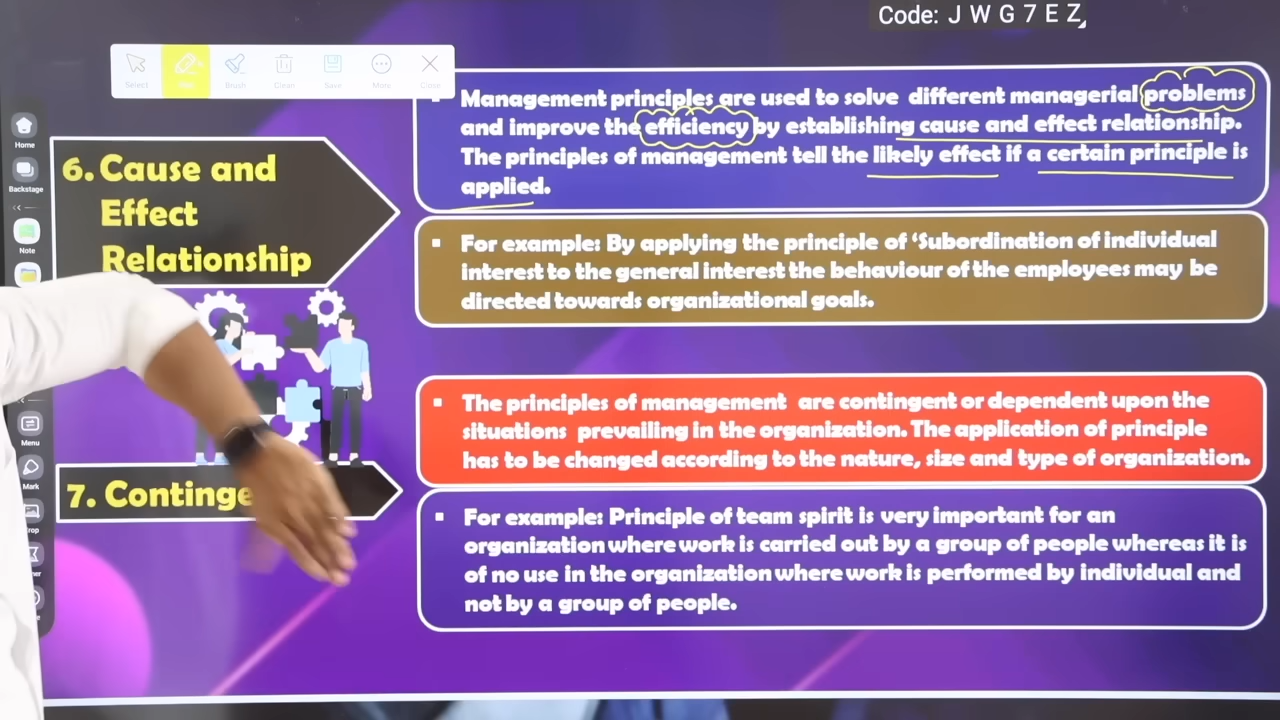 Code: J W G 7 E Z
Select
Brush
Clean
Save
More
Close
Home
Backstage
Note
Menu
Mark
6. Cause and
Effect
Relationship
▪ Management principles are used to solve different managerial problems
and improve the efficiency by establishing cause and effect relationship.
The principles of management tell the likely effect if a certain principle is
applied.
▪ For example: By applying the principle of ‘Subordination of individual
interest to the general interest the behaviour of the employees may be
directed towards organizational goals.
7.
▪ The principles of management are contingent or dependent upon the
situations prevailing in the organization. The application of principle
has to be changed according to the nature, size and type of organization.
▪ For example: Principle of team spirit is very important for an
organization where work is carried out by a group of people whereas it is
of no use in the organization where work is performed by individual and
not by a group of people.